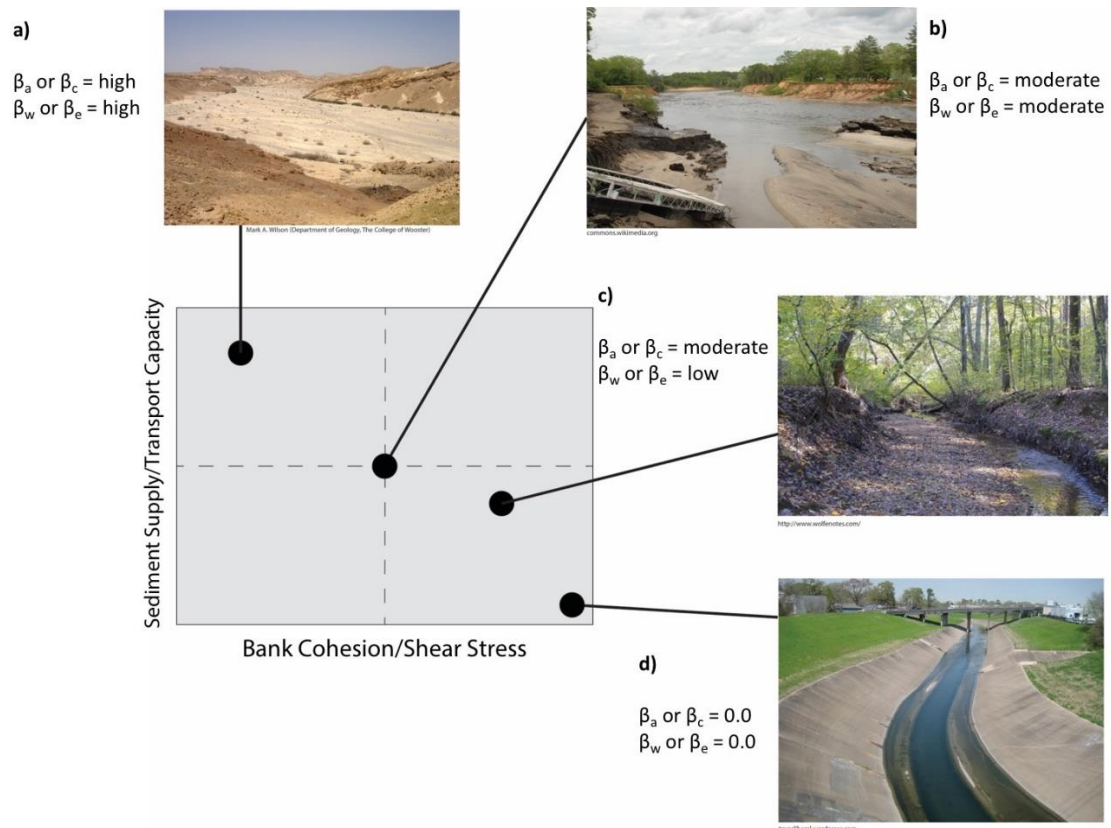 a)
βa or βc = high
βw or βe = high
Mark A. Wilson (Department of Geology, The College of Wooster)
b)
βa or βc = moderate
βw or βe = moderate
commons.wikimedia.org
c)
βa or βc = moderate
βw or βe = low
http://www.wolfenotes.com/
Sediment Supply/Transport Capacity
Bank Cohesion/Shear Stress
d)
βa or βc = 0.0
βw or βe = 0.0